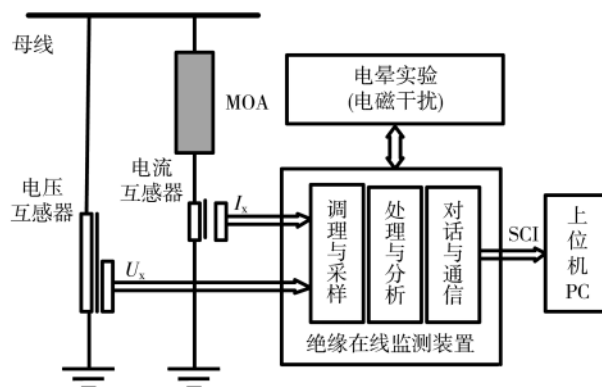 母线
MOA
电晕实验
(电磁干扰)
电流
互感器
电压
互感器
Ix
Ux
调理与采样
处理与分析
对话与通信
SCI
上位机
PC
绝缘在线监测装置